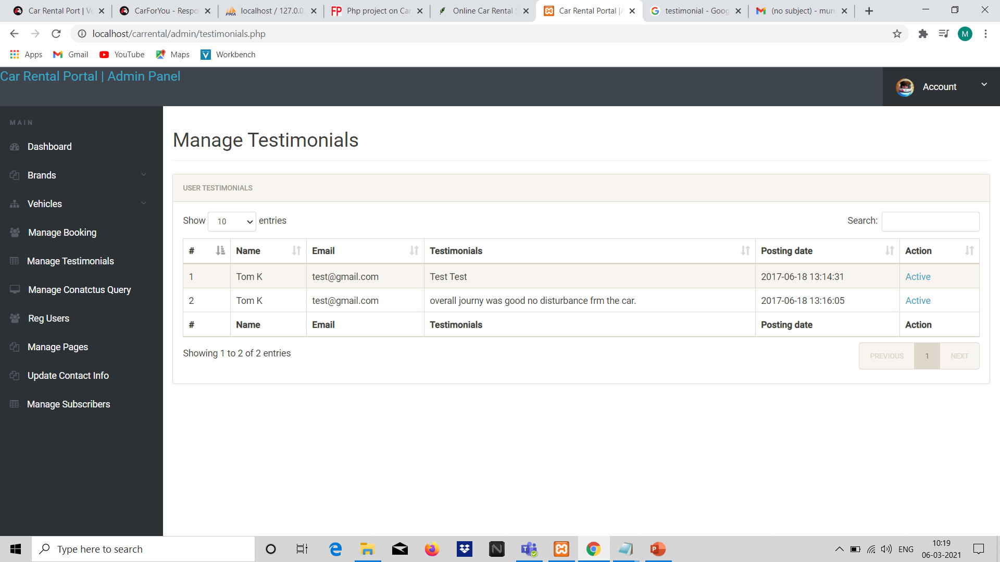 Car Rental Port | Ve
CarForYou - Respo
localhost / 127.0.0.
Php project on Car
Online Car Rental S
Car Rental Portal |A
testimonial - Goog
(no subject) - muru
localhost/carrental/admin/testimonials.php
M
Apps Gmail YouTube Maps Workbench
Car Rental Portal | Admin Panel
Account
MAIN
Dashboard
Brands
Vehicles
Manage Booking
Manage Testimonials
Manage Conatctus Query
Reg Users
Manage Pages
Update Contact Info
Manage Subscribers
Manage Testimonials
USER TESTIMONIALS
Show 10 entries Search:
# Name Email Testimonials Posting date Action
1 Tom K test@gmail.com Test Test 2017-06-18 13:14:31 Active
2 Tom K test@gmail.com overall journy was good no disturbance frm the car. 2017-06-18 13:16:05 Active
# Name Email Testimonials Posting date Action
Showing 1 to 2 of 2 entries PREVIOUS 1 NEXT
Type here to search
ENG
10:19
06-03-2021